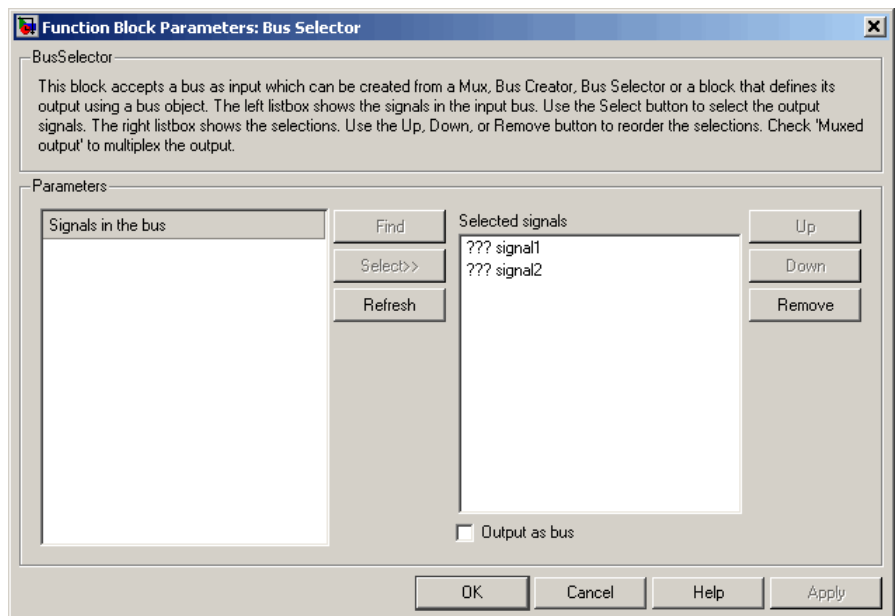 Function Block Parameters: Bus Selector
BusSelector
This block accepts a bus as input which can be created from a Mux, Bus Creator, Bus Selector or a block that defines its
output using a bus object. The left listbox shows the signals in the input bus. Use the Select button to select the output
signals. The right listbox shows the selections. Use the Up, Down, or Remove button to reorder the selections. Check 'Muxed
output' to multiplex the output.
Parameters
Signals in the bus
Find
Select>>
Refresh
Selected signals
??? signal1
??? signal2
Up
Down
Remove
Output as bus
OK
Cancel
Help
Apply